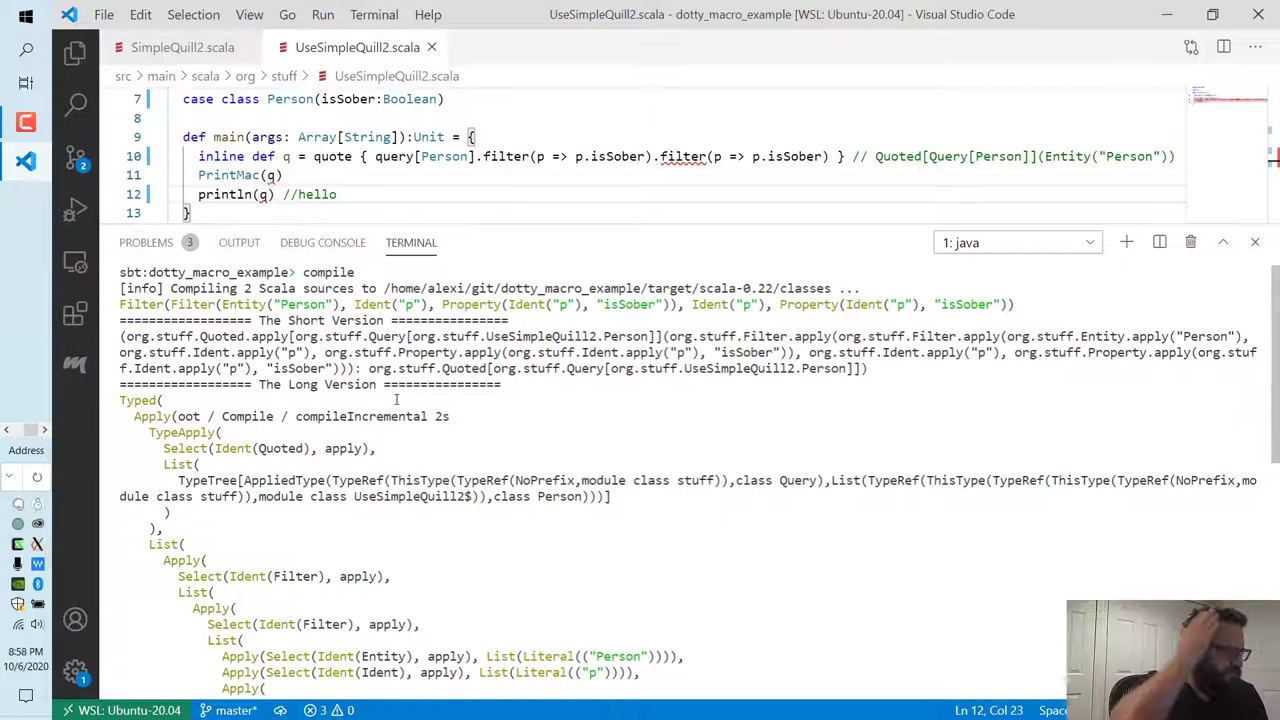 File Edit Selection View Go Run Terminal Help UseSimpleQuill2.scala - dotty_macro_example [WSL: Ubuntu-20.04] - Visual Studio Code
SimpleQuill2.scala UseSimpleQuill2.scala
src > main > scala > org > stuff > UseSimpleQuill2.scala
7 case class Person(isSober:Boolean)
8
9 def main(args: Array[String]):Unit = {
10 inline def q = quote { query[Person].filter(p => p.isSober).filter(p => p.isSober) } // Quoted[Query[Person]](Entity("Person"))
11 PrintMac(q)
12 println(q) //hello
13 }
PROBLEMS 3 OUTPUT DEBUG CONSOLE TERMINAL 1: java
sbt:dotty_macro_example> compile
[info] Compiling 2 Scala sources to /home/alexi/git/dotty_macro_example/target/scala-0.22/classes ...
Filter(Filter(Entity("Person"), Ident("p"), Property(Ident("p"), "isSober")), Ident("p"), Property(Ident("p"), "isSober"))
================== The Short Version ================
(org.stuff.Quoted.apply[org.stuff.Query[org.stuff.UseSimpleQuill2.Person]](org.stuff.Filter.apply(org.stuff.Filter.apply(org.stuff.Entity.apply("Person"),
org.stuff.Ident.apply("p"), org.stuff.Property.apply(org.stuff.Ident.apply("p"), "isSober")), org.stuff.Ident.apply("p"), org.stuff.Property.apply(org.stuf
f.Ident.apply("p"), "isSober"))): org.stuff.Quoted[org.stuff.Query[org.stuff.UseSimpleQuill2.Person]])
================== The Long Version ================
Typed(
Apply(oot / Compile / compileIncremental 2s
TypeApply(
Select(Ident(Quoted), apply),
List(
TypeTree[AppliedType(TypeRef(ThisType(TypeRef(NoPrefix,module class stuff)),class Query),List(TypeRef(ThisType(TypeRef(ThisType(TypeRef(NoPrefix,mo
dule class stuff)),module class UseSimpleQuill2$)),class Person)))]
)
),
List(
Apply(
Select(Ident(Filter), apply),
List(
Apply(
Select(Ident(Filter), apply),
List(
Apply(Select(Ident(Entity), apply), List(Literal(("Person")))),
Apply(Select(Ident(Ident), apply), List(Literal(("p")))),
Apply(
Address
8:58 PM
10/6/2020
2
1
WSL: Ubuntu-20.04 master* 3 0 Ln 12, Col 23